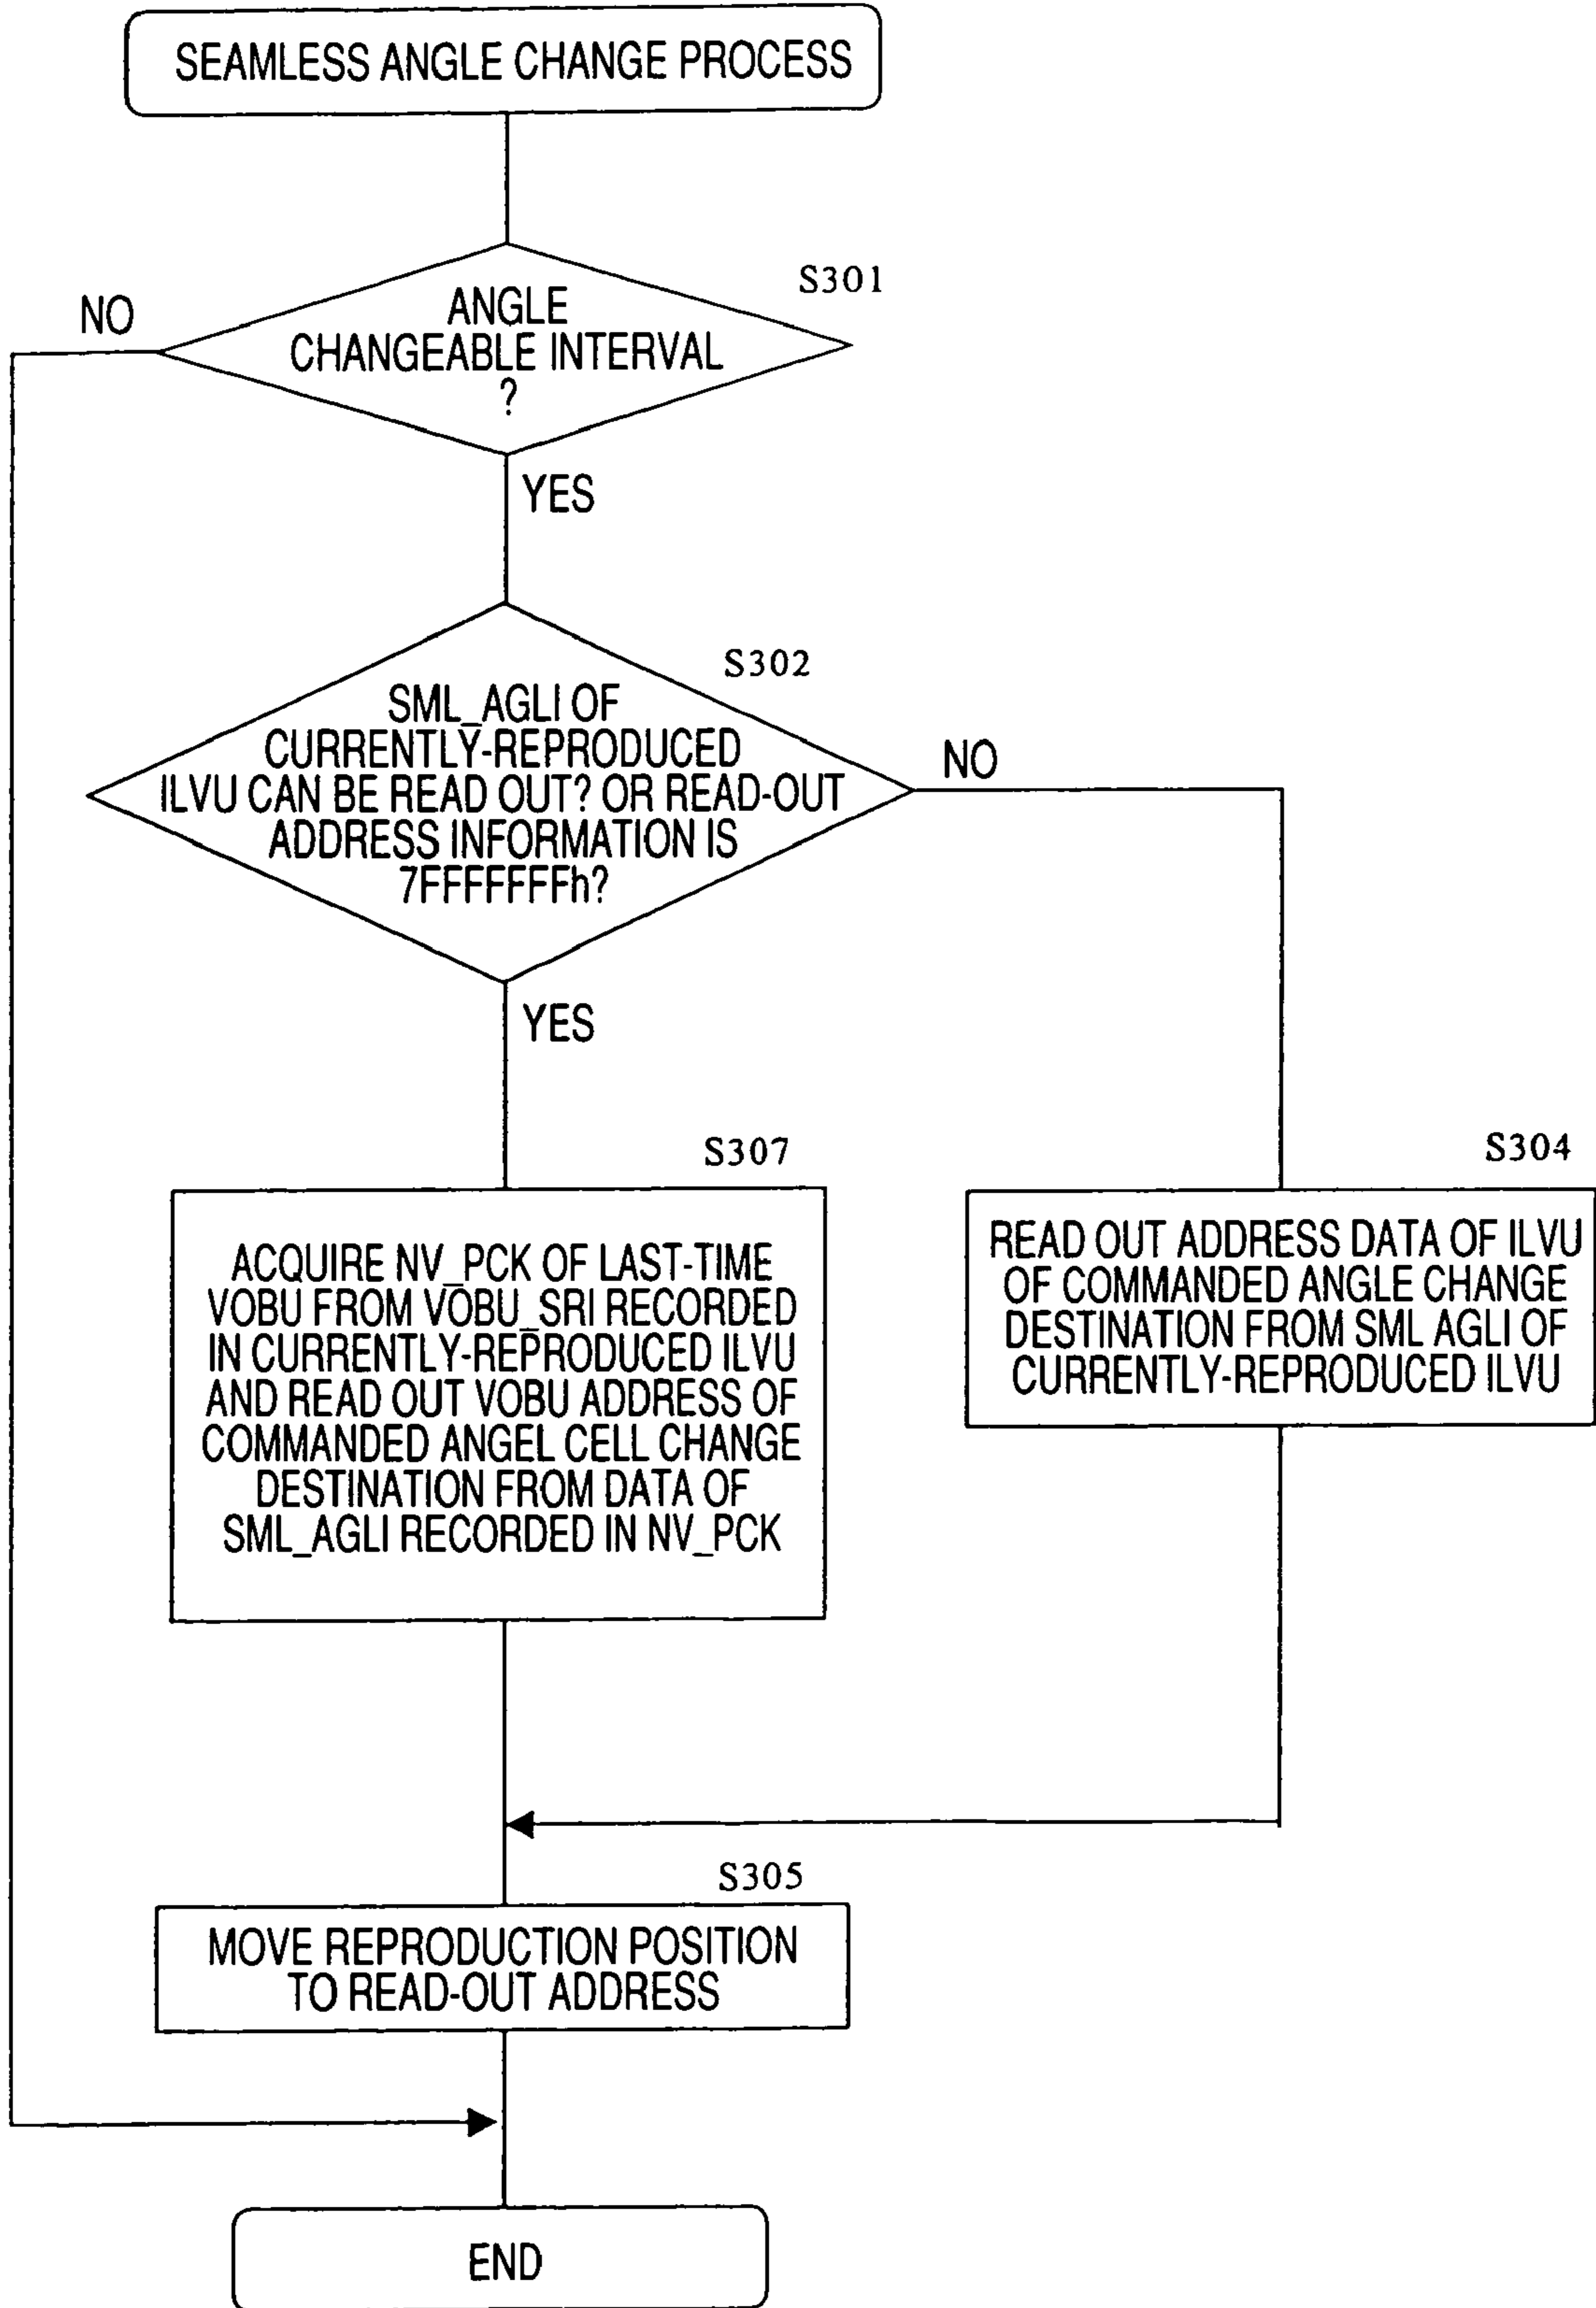 SEAMLESS ANGLE CHANGE PROCESS
S301
NO
ANGLE
CHANGEABLE INTERVAL
?
YES
S302
SML_AGLI OF
CURRENTLY-REPRODUCED
ILVU CAN BE READ OUT? OR READ-OUT
ADDRESS INFORMATION IS
7FFFFFFFh?
NO
YES
S307
ACQUIRE NV_PCK OF LAST-TIME
VOBU FROM VOBU_SRI RECORDED
IN CURRENTLY-REPRODUCED ILVU
AND READ OUT VOBU ADDRESS OF
COMMANDED ANGEL CELL CHANGE
DESTINATION FROM DATA OF
SML_AGLI RECORDED IN NV_PCK
S304
READ OUT ADDRESS DATA OF ILVU
OF COMMANDED ANGLE CHANGE
DESTINATION FROM SML AGLI OF
CURRENTLY-REPRODUCED ILVU
S305
MOVE REPRODUCTION POSITION
TO READ-OUT ADDRESS
END